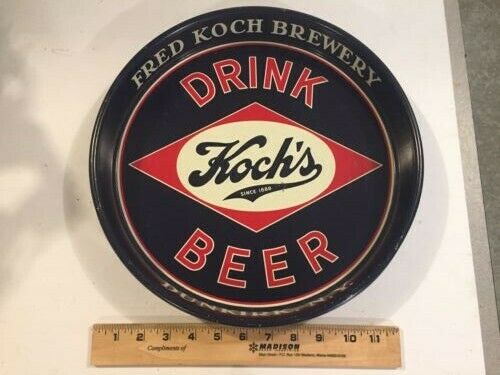 FRED KOCH BREWERY
DRINK
Koch's
SINCE 1888
BEER
DUNKIRK, N.Y.
1 2 3 4 5 6 7 8 9 10 11
Compliments of MADISON